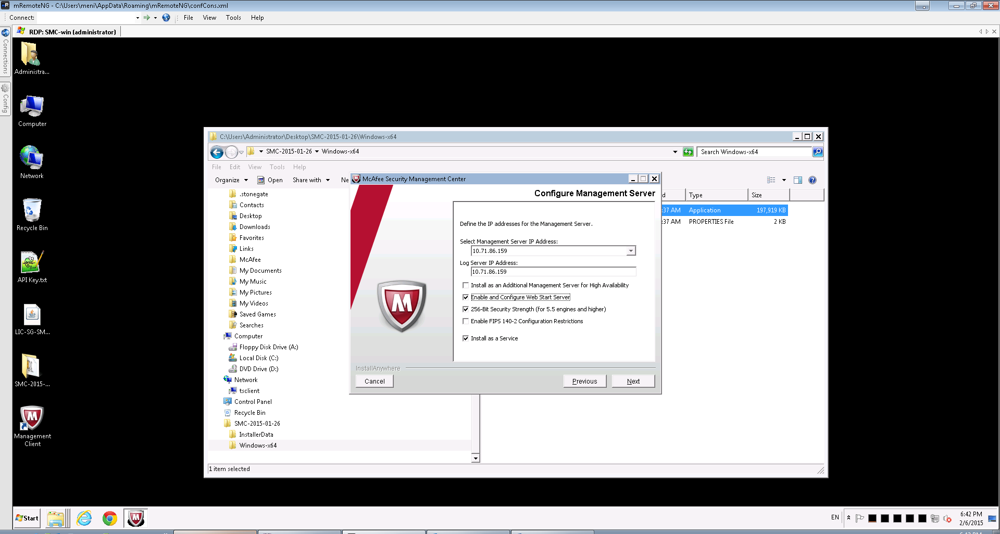 mRemoteNG - C:\Users\meni\AppData\Roaming\mRemoteNG\confCons.xml
Connect:
File View Tools Help
RDP: SMC-win (administrator)
Connections
Config
Administra...
Computer
Network
Recycle Bin
API Key.txt
LIC-SG-SM...
SMC-2015-...
Management
Client
C:\Users\Administrator\Desktop\SMC-2015-01-26\Windows-x64
SMC-2015-01-26 Windows-x64
Search Windows-x64
File Edit View Tools Help
Organize Open Share with Ne
d Type Size
:37 AM Application 197,919 KB
:37 AM PROPERTIES File 2 KB
.stonegate
Contacts
Desktop
Downloads
Favorites
Links
McAfee
My Documents
My Music
My Pictures
My Videos
Saved Games
Searches
Computer
Floppy Disk Drive (A:)
Local Disk (C:)
DVD Drive (D:)
Network
tsclient
Control Panel
Recycle Bin
SMC-2015-01-26
InstallerData
Windows-x64
1 item selected
McAfee Security Management Center
Configure Management Server
Define the IP addresses for the Management Server.
Select Management Server IP Address:
10.71.86.159
Log Server IP Address:
10.71.86.159
Install as an Additional Management Server for High Availability
Enable and Configure Web Start Server
256-Bit Security Strength (for 5.5 engines and higher)
Enable FIPS 140-2 Configuration Restrictions
Install as a Service
InstallAnywhere
Cancel Previous Next
Start
EN
6:42 PM
2/6/2015